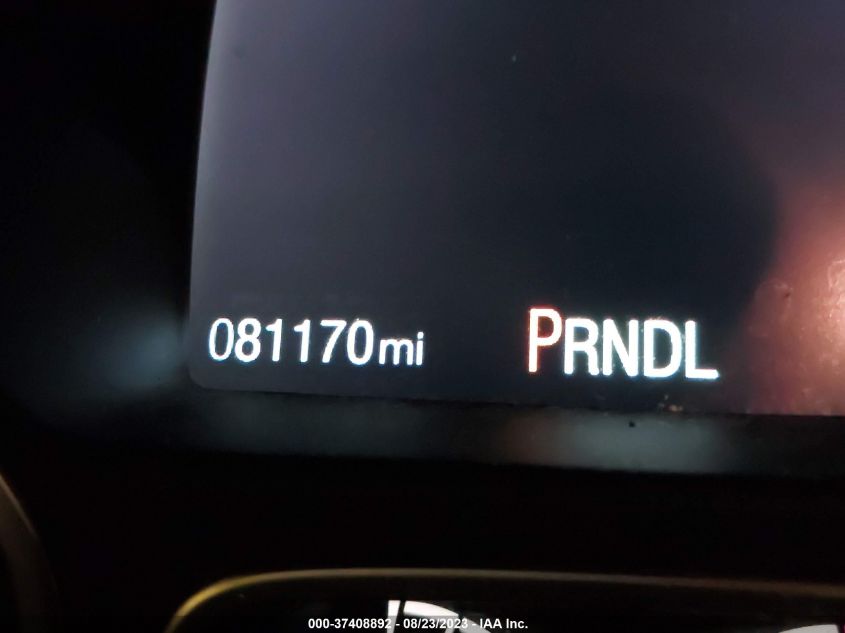 081170mi PRNDL
000-37408892 - 08/23/2023 - IAA Inc.